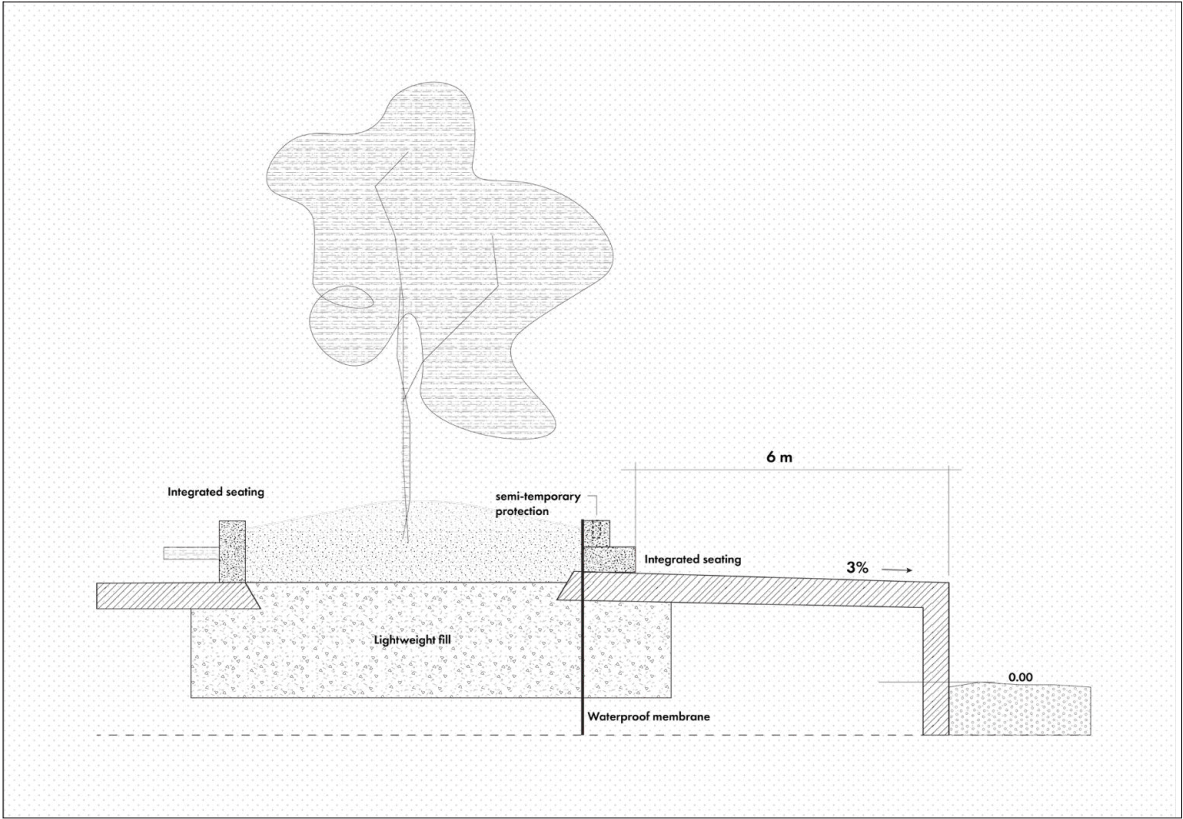 6 m
Integrated seating
semi-temporary
protection
Integrated seating
3%
Lightweight fill
0.00
Waterproof membrane